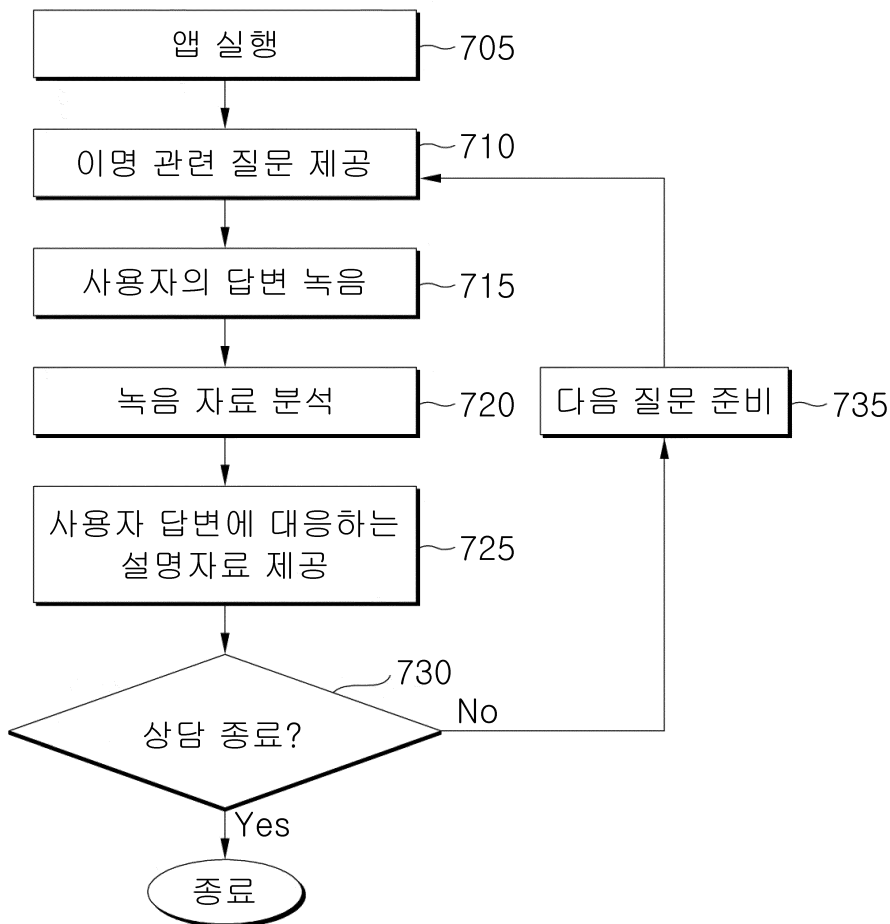 앱 실행
705
이명 관련 질문 제공
710
사용자의 답변 녹음
715
녹음 자료 분석
720
다음 질문 준비
735
사용자 답변에 대응하는
설명자료 제공
725
730
상담 종료?
No
Yes
종료